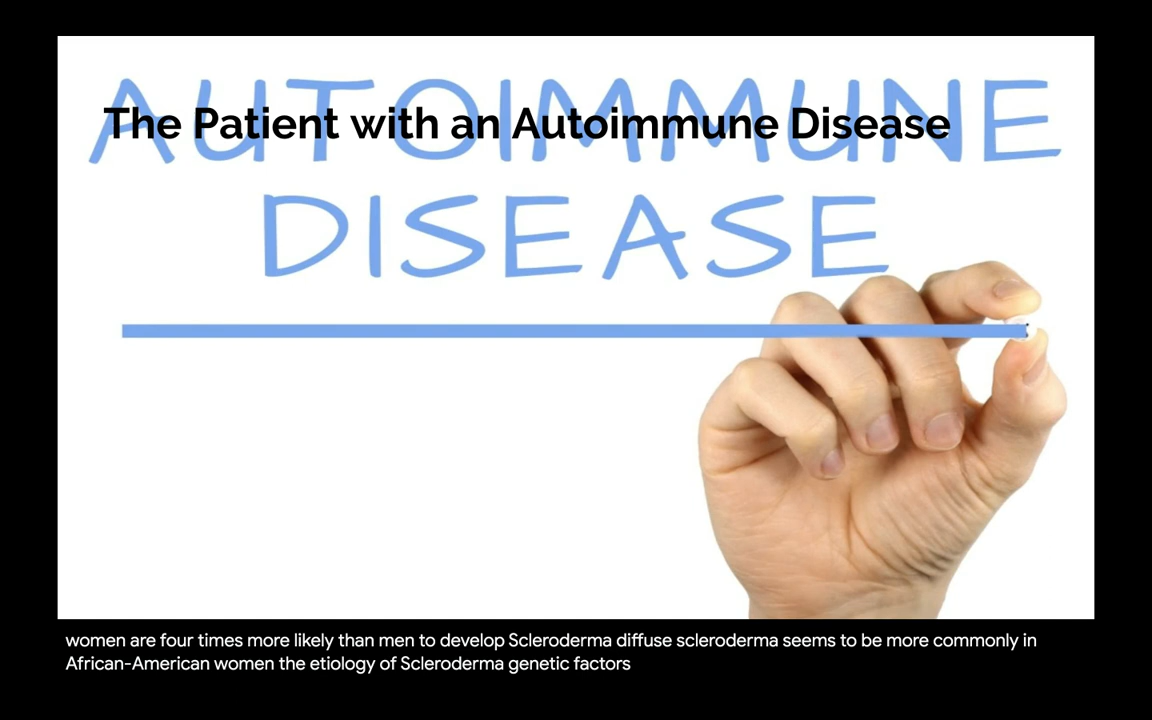 AUTOIMMUNE
The Patient with an Autoimmune Disease
DISEASE
women are four times more likely than men to develop Scleroderma diffuse scleroderma seems to be more commonly in
African-American women the etiology of Scleroderma genetic factors